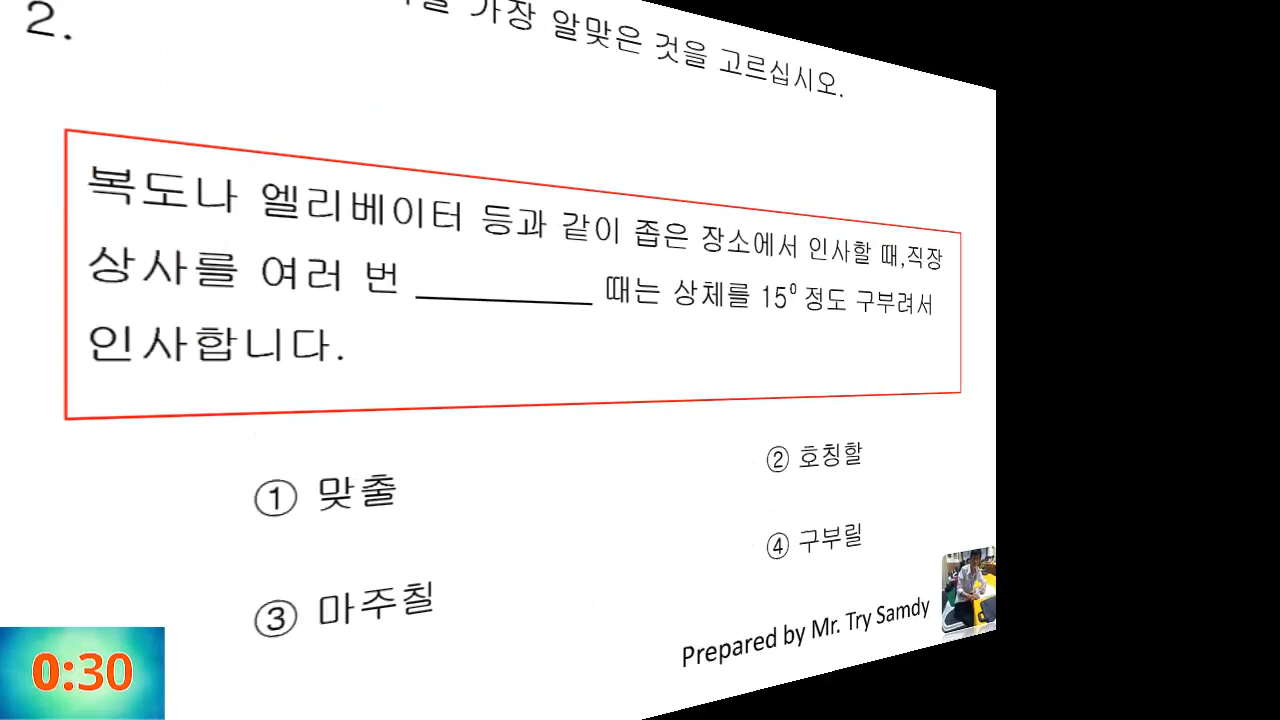 2.
가장 알맞은 것을 고르십시오.
복도나 엘리베이터 등과 같이 좁은 장소에서 인사할 때,직장
상사를 여러 번 __________ 때는 상체를 15⁰ 정도 구부려서
인사합니다.
① 맞출
② 호칭할
③ 마주칠
④ 구부릴
Prepared by Mr. Try Samdy
0:30